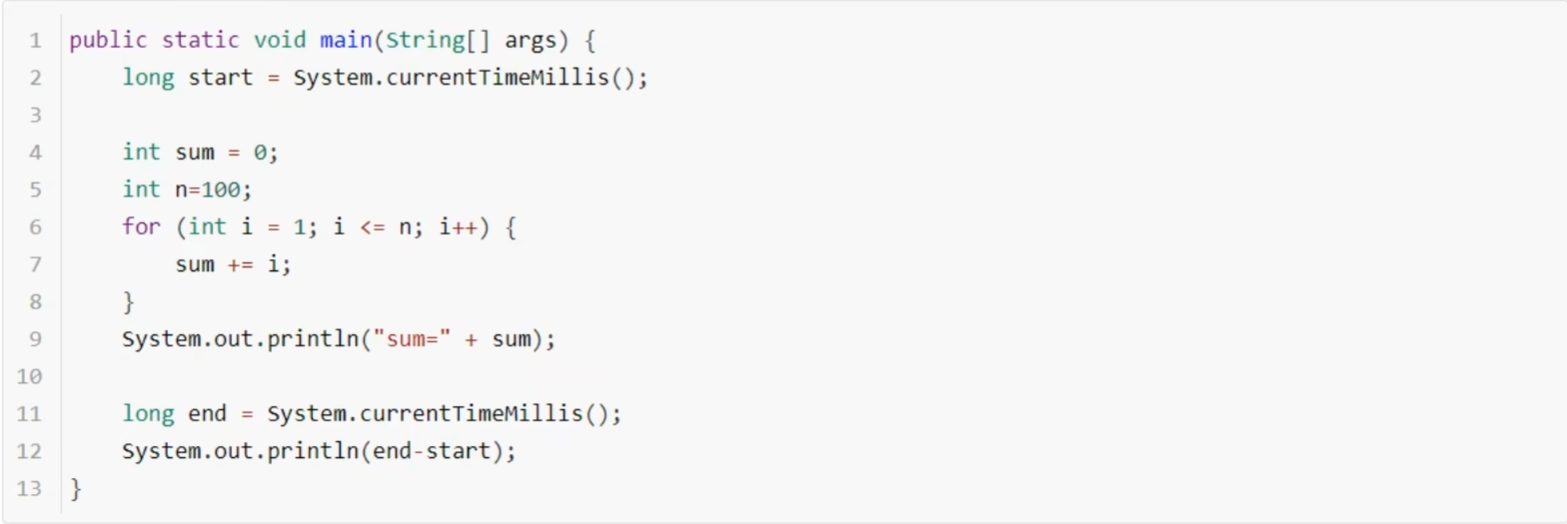 1 public static void main(String[] args) {
2     long start = System.currentTimeMillis();
3
4     int sum = 0;
5     int n=100;
6     for (int i = 1; i <= n; i++) {
7         sum += i;
8     }
9     System.out.println("sum=" + sum);
10
11     long end = System.currentTimeMillis();
12     System.out.println(end-start);
13 }